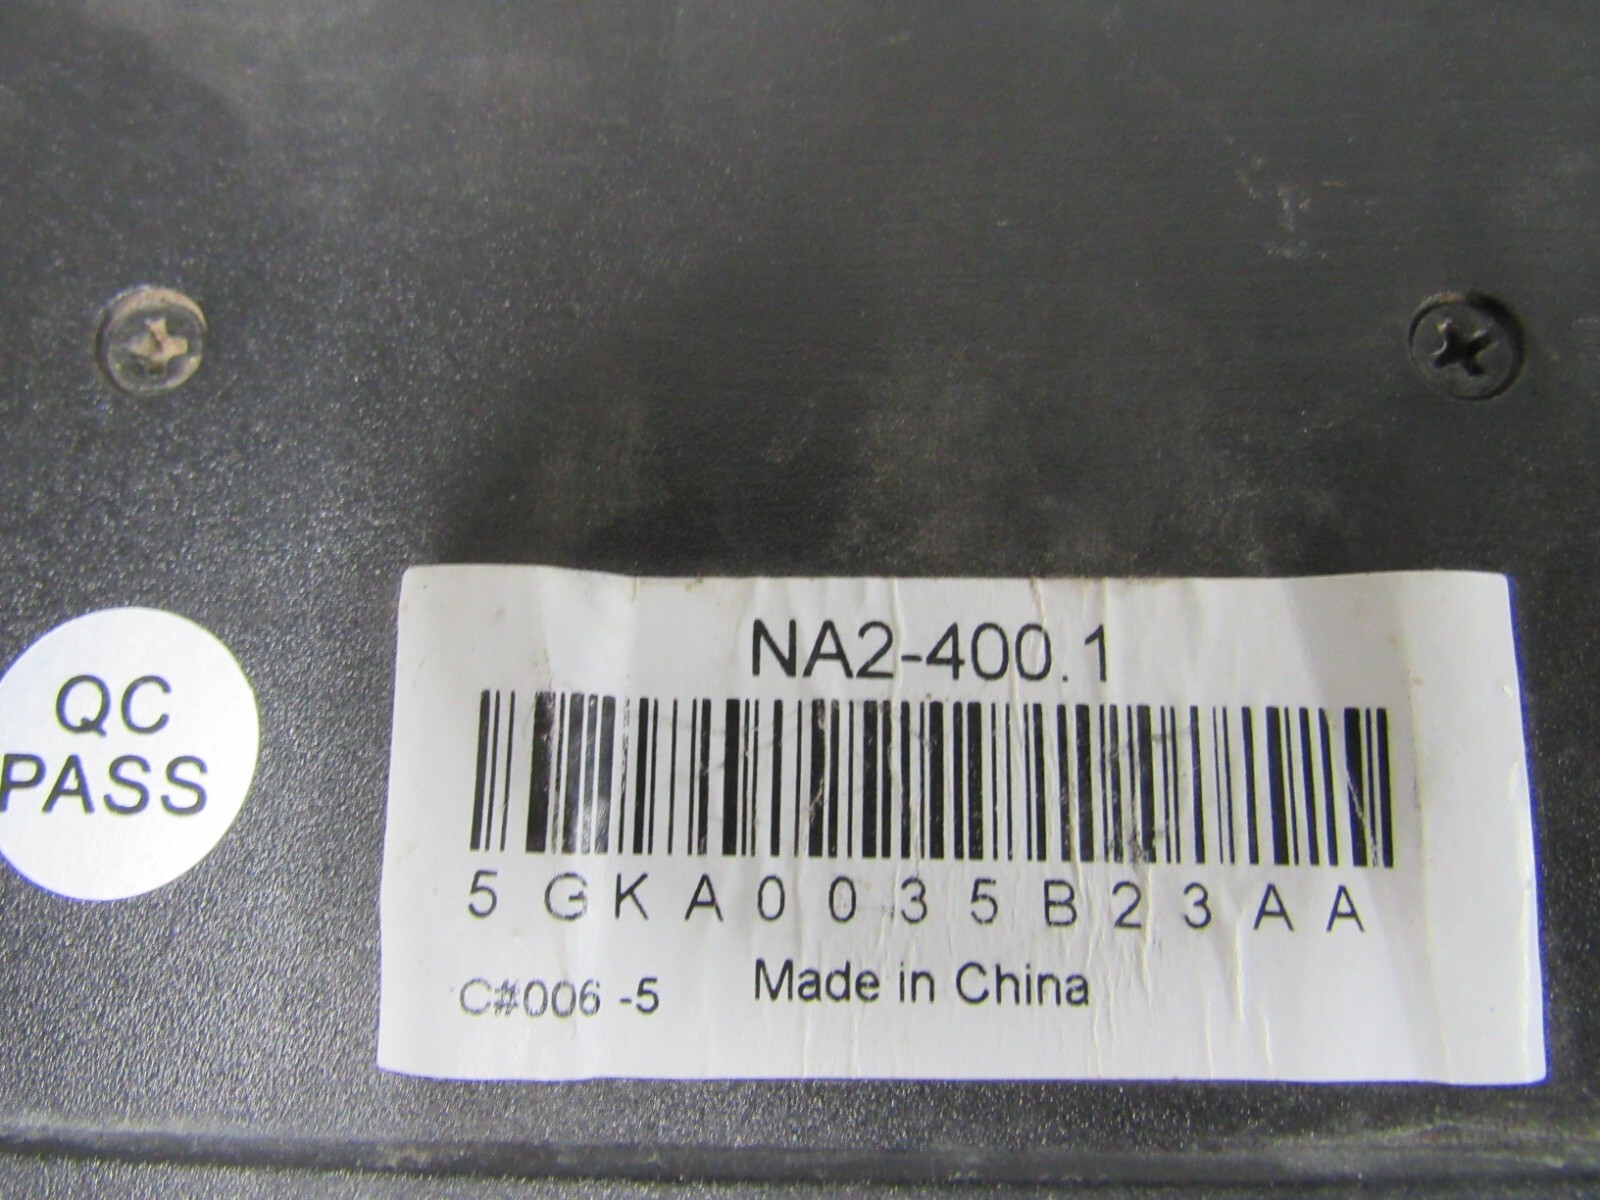 NA2-400.1
QC
PASS
5GKA0035B23AA
C#006 -5
Made in China